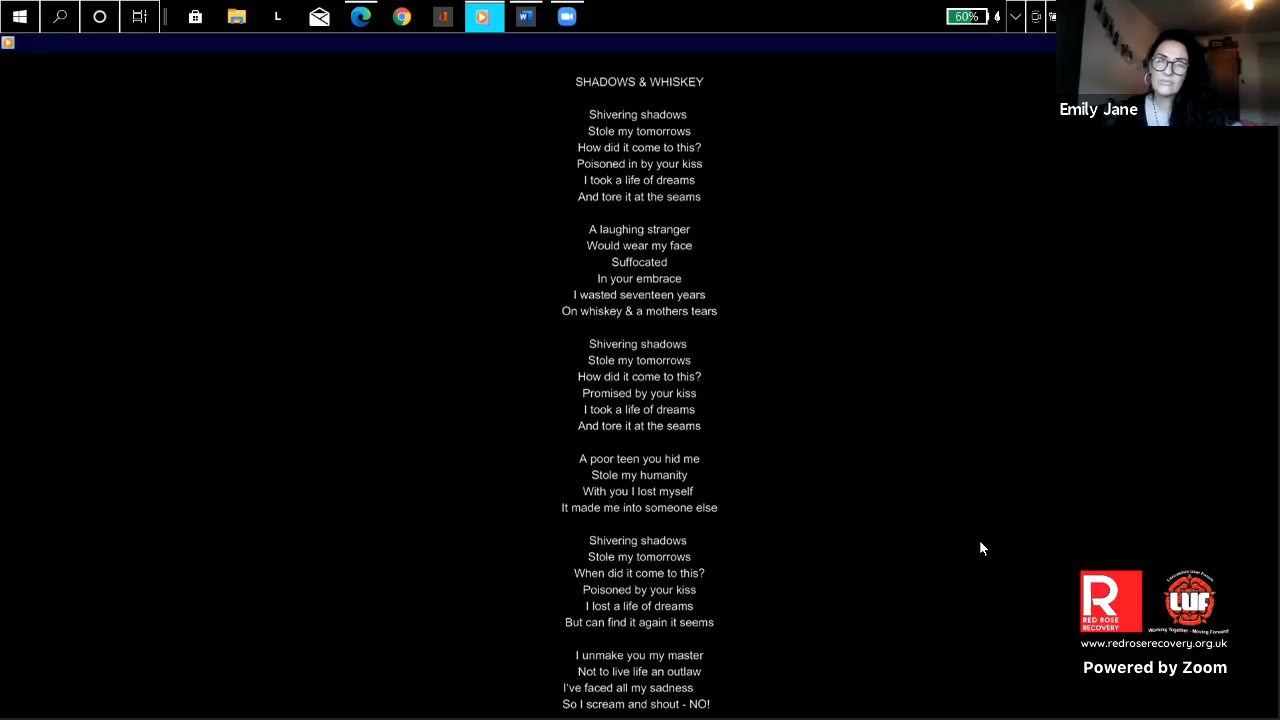 L
60%
Emily Jane
SHADOWS & WHISKEY
Shivering shadows
Stole my tomorrows
How did it come to this?
Poisoned in by your kiss
I took a life of dreams
And tore it at the seams
A laughing stranger
Would wear my face
Suffocated
In your embrace
I wasted seventeen years
On whiskey & a mothers tears
Shivering shadows
Stole my tomorrows
How did it come to this?
Promised by your kiss
I took a life of dreams
And tore it at the seams
A poor teen you hid me
Stole my humanity
With you I lost myself
It made me into someone else
Shivering shadows
Stole my tomorrows
When did it come to this?
Poisoned by your kiss
I lost a life of dreams
But can find it again it seems
I unmake you my master
Not to live life an outlaw
I've faced all my sadness
So I scream and shout - NO!
R
RED ROSE
RECOVERY
Lancashire User Forum
LUF
Working Together - Moving Forward
www.redroserecovery.org.uk
Powered by Zoom